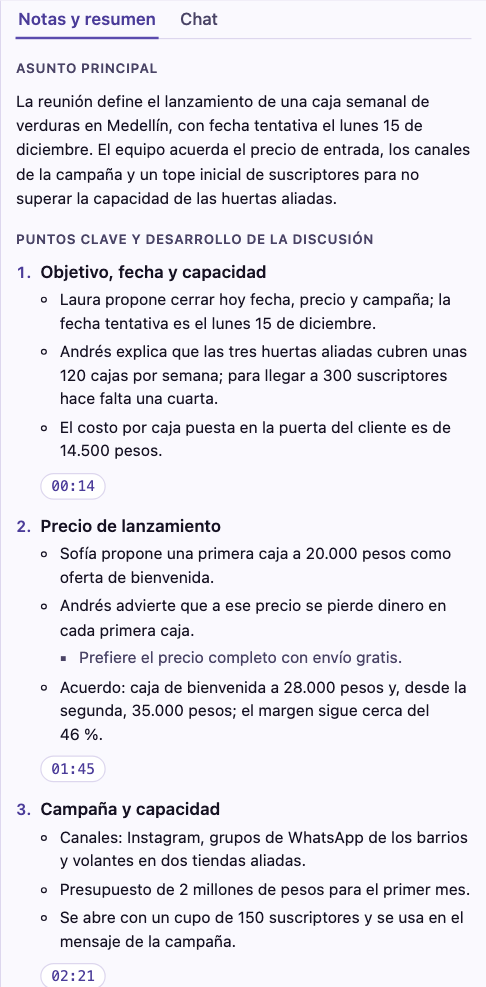 Notas y resumen Chat
ASUNTO PRINCIPAL
La reunión define el lanzamiento de una caja semanal de
verduras en Medellín, con fecha tentativa el lunes 15 de
diciembre. El equipo acuerda el precio de entrada, los canales
de la campaña y un tope inicial de suscriptores para no
superar la capacidad de las huertas aliadas.
PUNTOS CLAVE Y DESARROLLO DE LA DISCUSIÓN
1. Objetivo, fecha y capacidad
Laura propone cerrar hoy fecha, precio y campaña; la
fecha tentativa es el lunes 15 de diciembre.
Andrés explica que las tres huertas aliadas cubren unas
120 cajas por semana; para llegar a 300 suscriptores
hace falta una cuarta.
El costo por caja puesta en la puerta del cliente es de
14.500 pesos.
00:14
2. Precio de lanzamiento
Sofía propone una primera caja a 20.000 pesos como
oferta de bienvenida.
Andrés advierte que a ese precio se pierde dinero en
cada primera caja.
Prefiere el precio completo con envío gratis.
Acuerdo: caja de bienvenida a 28.000 pesos y, desde la
segunda, 35.000 pesos; el margen sigue cerca del
46 %.
01:45
3. Campaña y capacidad
Canales: Instagram, grupos de WhatsApp de los barrios
y volantes en dos tiendas aliadas.
Presupuesto de 2 millones de pesos para el primer mes.
Se abre con un cupo de 150 suscriptores y se usa en el
mensaje de la campaña.
02:21